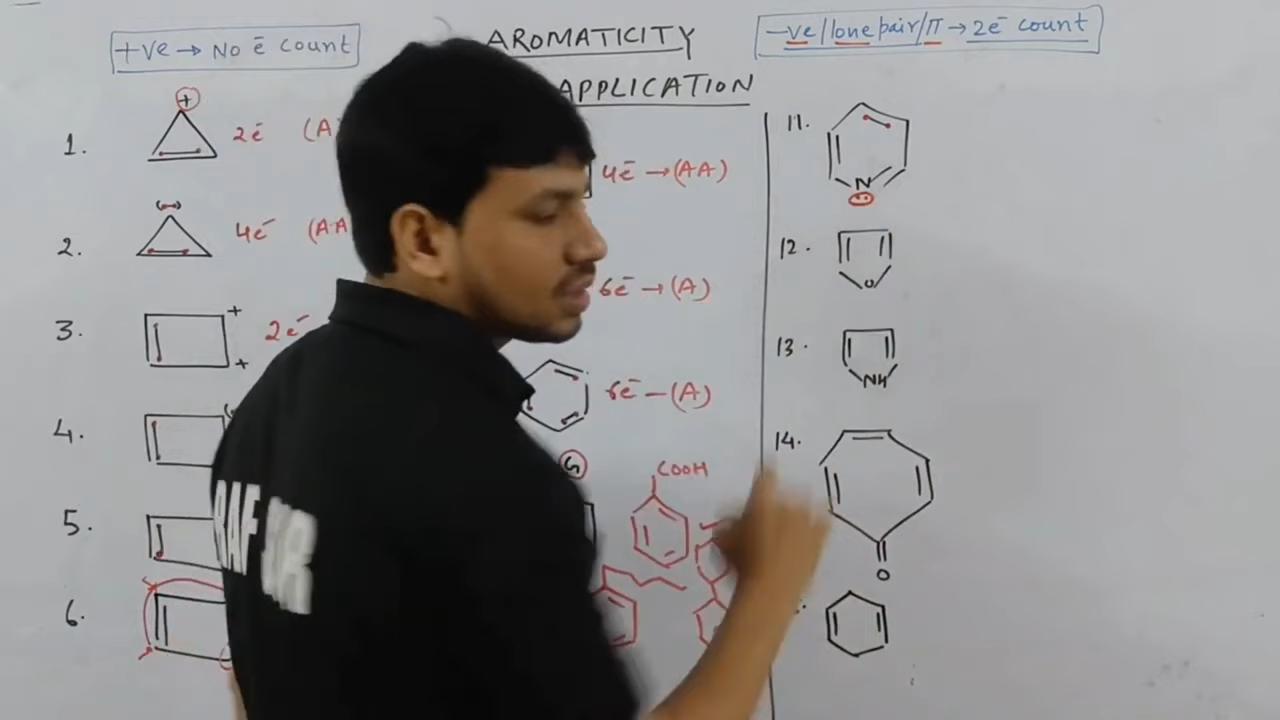 +ve → No ē count
AROMATICITY
APPLICATION
-ve/lone pair/π → 2ē count
1.
+
2ē (A)
2.
4ē (AA
3.
+
+
2ē
4.
5.
6.
4ē → (AA)
6ē → (A)
6ē – (A)
G
COOH
11.
N
12.
O
13.
NH
14.
O